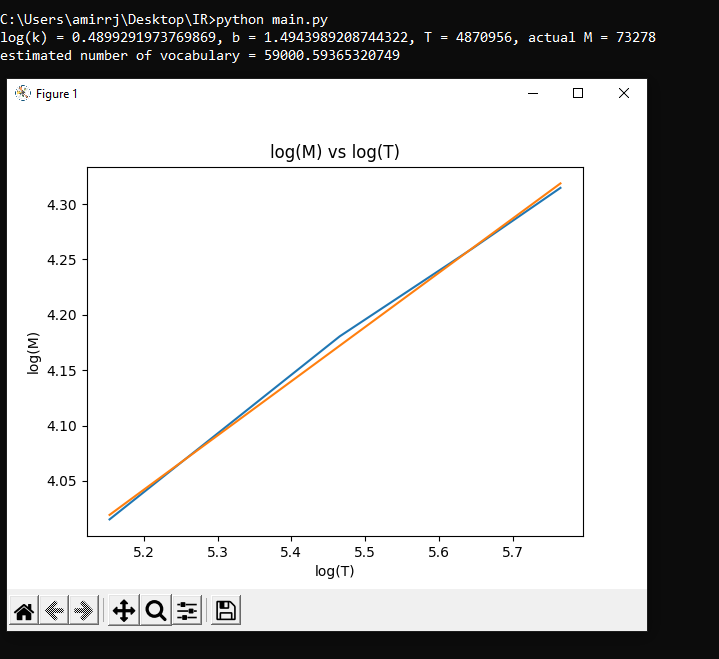 C:\Users\amirrj\Desktop\IR>python main.py
log(k) = 0.4899291973769869, b = 1.4943989208744322, T = 4870956, actual M = 73278
estimated number of vocabulary = 59000.59365320749
Figure 1
log(M) vs log(T)
4.30
4.25
4.20
4.15
4.10
4.05
log(M)
5.2 5.3 5.4 5.5 5.6 5.7
log(T)